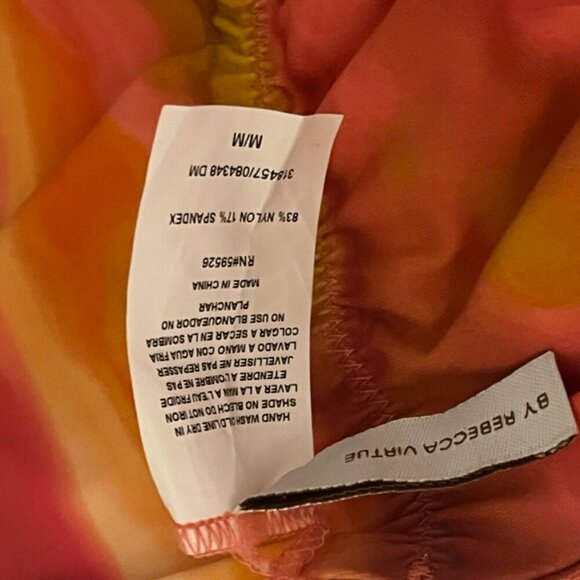 HAND WASH COLD LINE DRY IN
SHADE NO BLECH DO NOT IRON
LAVER A LA MAIN A L'EAU FROIDE
ETENDRE A L'OMBRE NE PAS
JAVELLISER NE PAS REPASSER
LAVADO A MANO CON AGUA FRIA
COLGAR A SECAR EN LA SOMBRA
NO USE BLANQUEADOR NO
PLANCHAR
MADE IN CHINA
RN#59526
83% NYLON 17% SPANDEX
318457/084348 DM
M/M
BY REBECCA VIRTUE